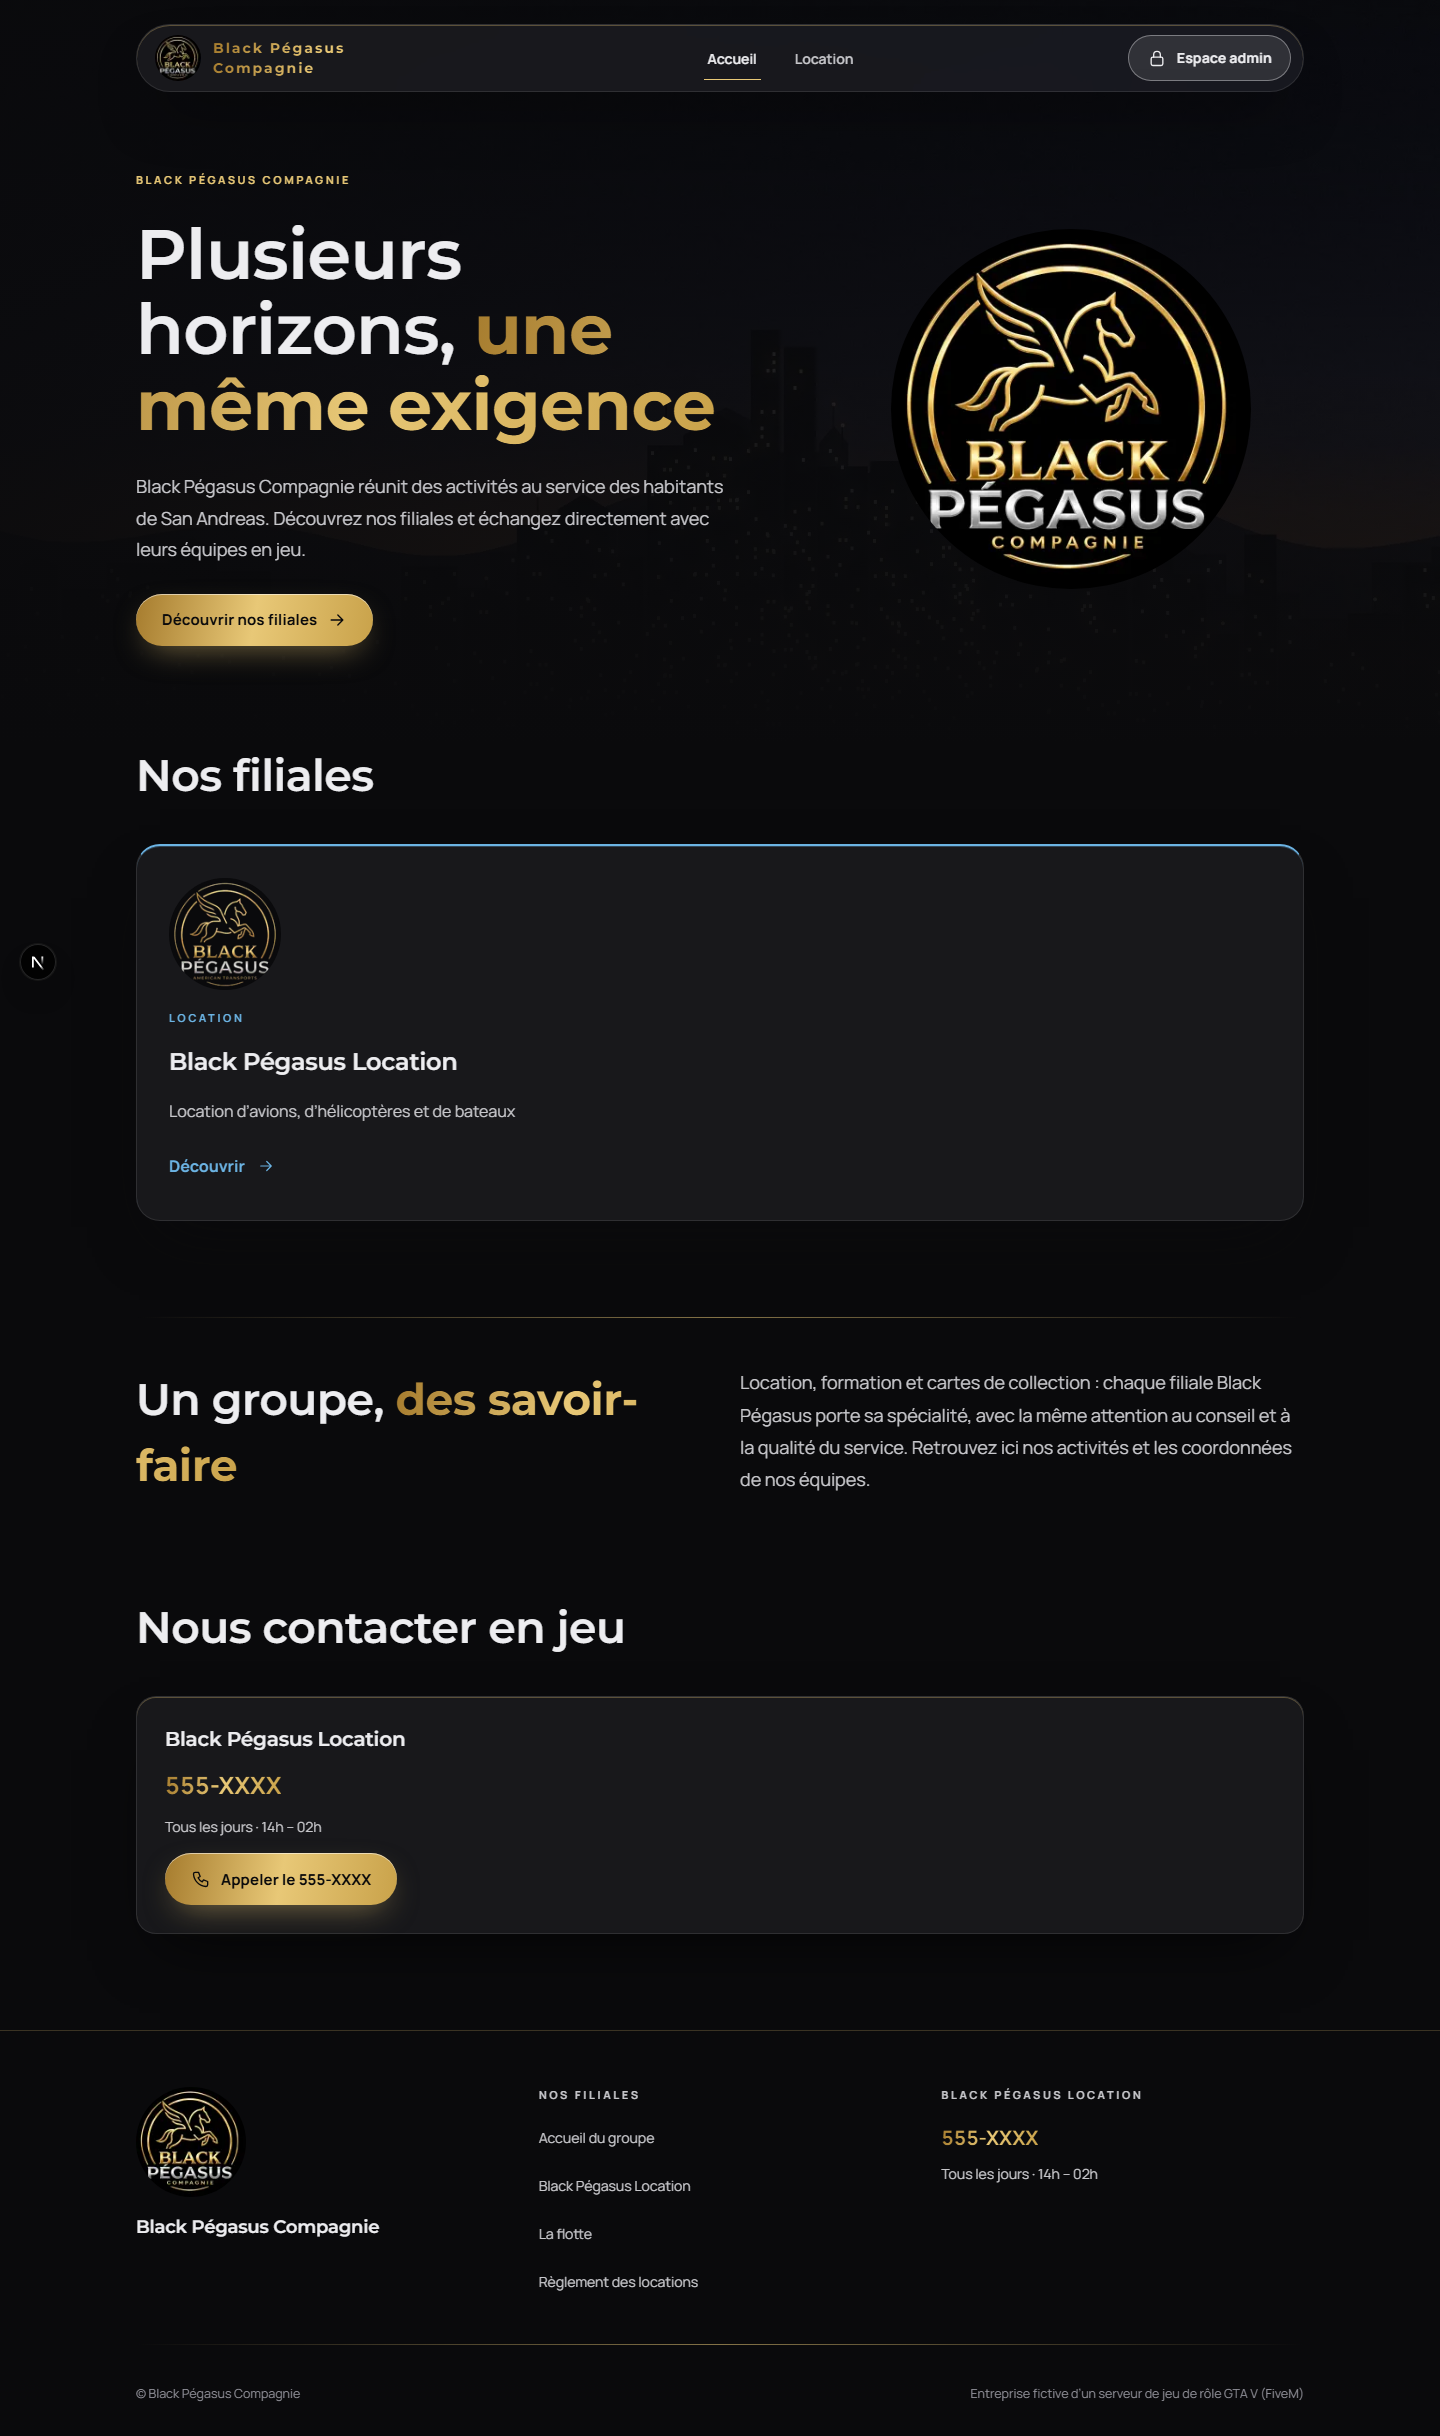 Black Pégasus
Compagnie
Accueil
Location
Espace admin
BLACK PÉGASUS COMPAGNIE
Plusieurs
horizons, une
même exigence
Black Pégasus Compagnie réunit des activités au service des habitants
de San Andreas. Découvrez nos filiales et échangez directement avec
leurs équipes en jeu.
Découvrir nos filiales
BLACK
PÉGASUS
COMPAGNIE
Nos filiales
BLACK
PÉGASUS
AMERICAN TRANSPORTS
LOCATION
Black Pégasus Location
Location d’avions, d’hélicoptères et de bateaux
Découvrir
N
Un groupe, des savoir-
faire
Location, formation et cartes de collection : chaque filiale Black
Pégasus porte sa spécialité, avec la même attention au conseil et à
la qualité du service. Retrouvez ici nos activités et les coordonnées
de nos équipes.
Nous contacter en jeu
Black Pégasus Location
555-XXXX
Tous les jours · 14h – 02h
Appeler le 555-XXXX
BLACK
PÉGASUS
COMPAGNIE
Black Pégasus Compagnie
NOS FILIALES
Accueil du groupe
Black Pégasus Location
La flotte
Règlement des locations
BLACK PÉGASUS LOCATION
555-XXXX
Tous les jours · 14h – 02h
© Black Pégasus Compagnie
Entreprise fictive d’un serveur de jeu de rôle GTA V (FiveM)